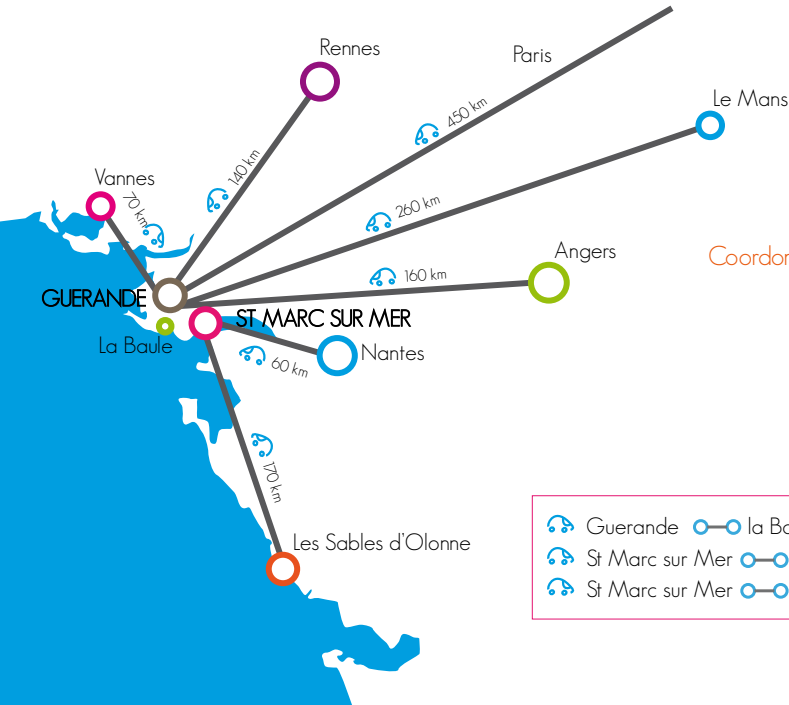 Rennes
Paris
Le Mans
450 km
140 km
Vannes
70 km
260 km
Angers
160 km
GUERANDE
ST MARC SUR MER
La Baule
Nantes
60 km
170 km
Les Sables d'Olonne
Guerande la
St Marc sur Mer
St Marc sur Mer